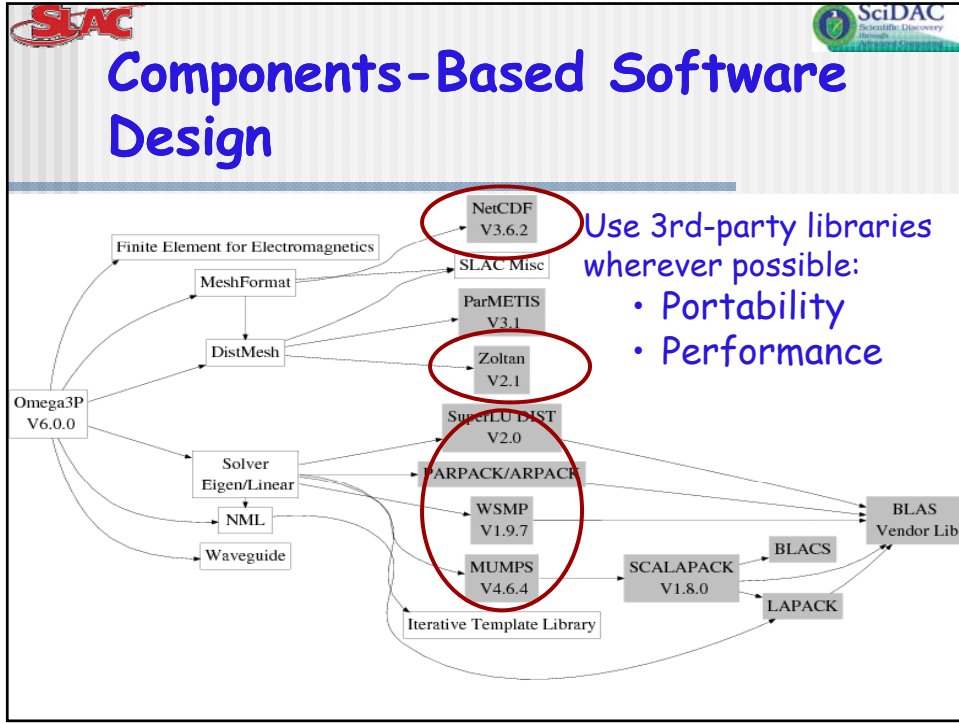 SLAC
SciDAC
Scientific Discovery
through
Advanced Computing
Components-Based Software
Design
NetCDF
V3.6.2
Use 3rd-party libraries
wherever possible:
• Portability
• Performance
Finite Element for Electromagnetics
SLAC Misc
MeshFormat
ParMETIS
V3.1
DistMesh
Zoltan
V2.1
Omega3P
V6.0.0
SuperLU DIST
V2.0
Solver
Eigen/Linear
PARPACK/ARPACK
WSMP
V1.9.7
BLAS
Vendor Lib
NML
Waveguide
BLACS
MUMPS
V4.6.4
SCALAPACK
V1.8.0
LAPACK
Iterative Template Library